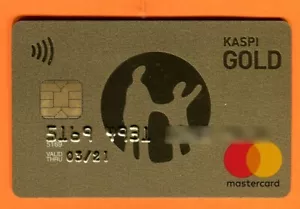 KASPI
GOLD
5169 4931
5169
VALID
THRU 03/21
mastercard